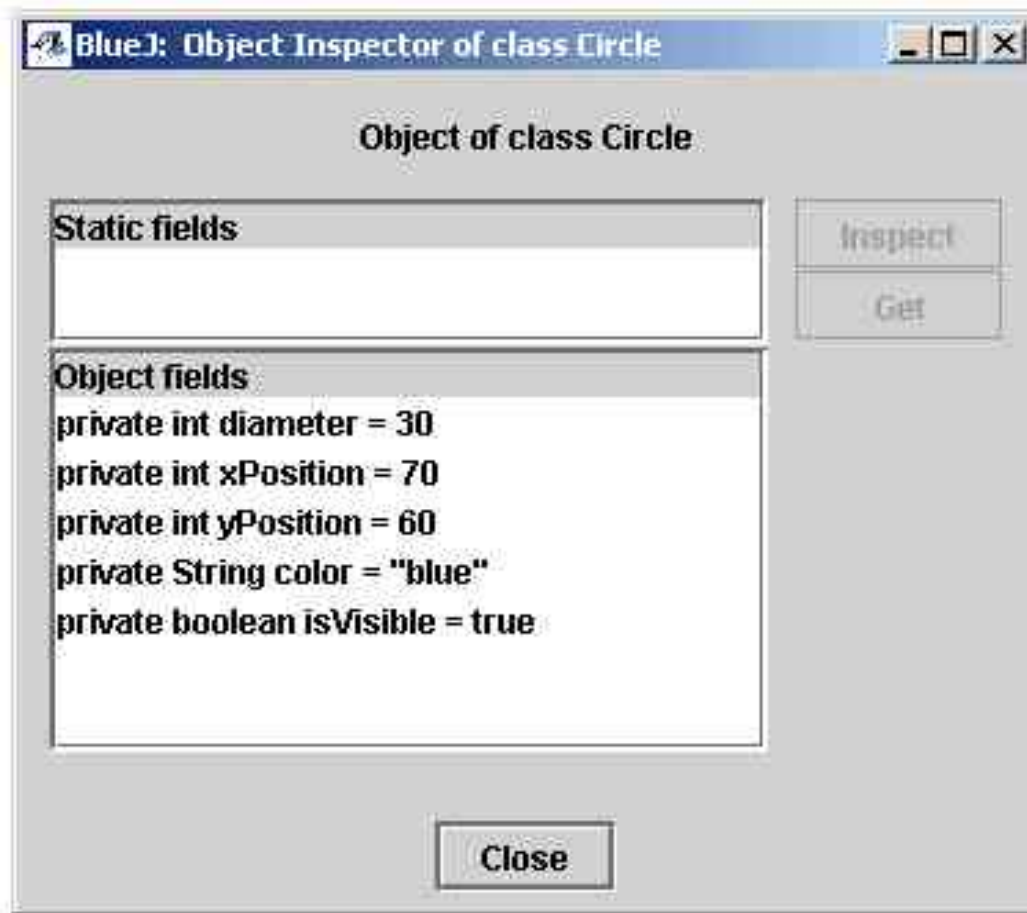 BlueJ: Object Inspector of class Circle
Object of class Circle
Static fields
Inspect
Get
Object fields
private int diameter = 30
private int xPosition = 70
private int yPosition = 60
private String color = "blue"
private boolean isVisible = true
Close